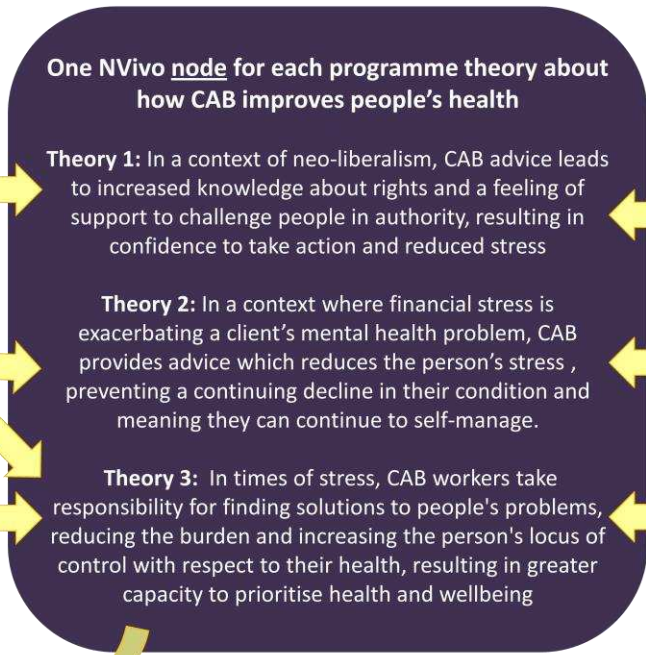 One NVivo node for each programme theory about
how CAB improves people's health
Theory 1: In a context of neo-liberalism, CAB advice leads
to increased knowledge about rights and a feeling of
support to challenge people in authority, resulting in
confidence to take action and reduced stress
Theory 2: In a context where financial stress is
exacerbating a client's mental health problem, CAB
provides advice which reduces the person's stress ,
preventing a continuing decline in their condition and
meaning they can continue to self-manage.
Theory 3: In times of stress, CAB workers take
responsibility for finding solutions to people's problems,
reducing the burden and increasing the person's locus of
control with respect to their health, resulting in greater
capacity to prioritise health and wellbeing